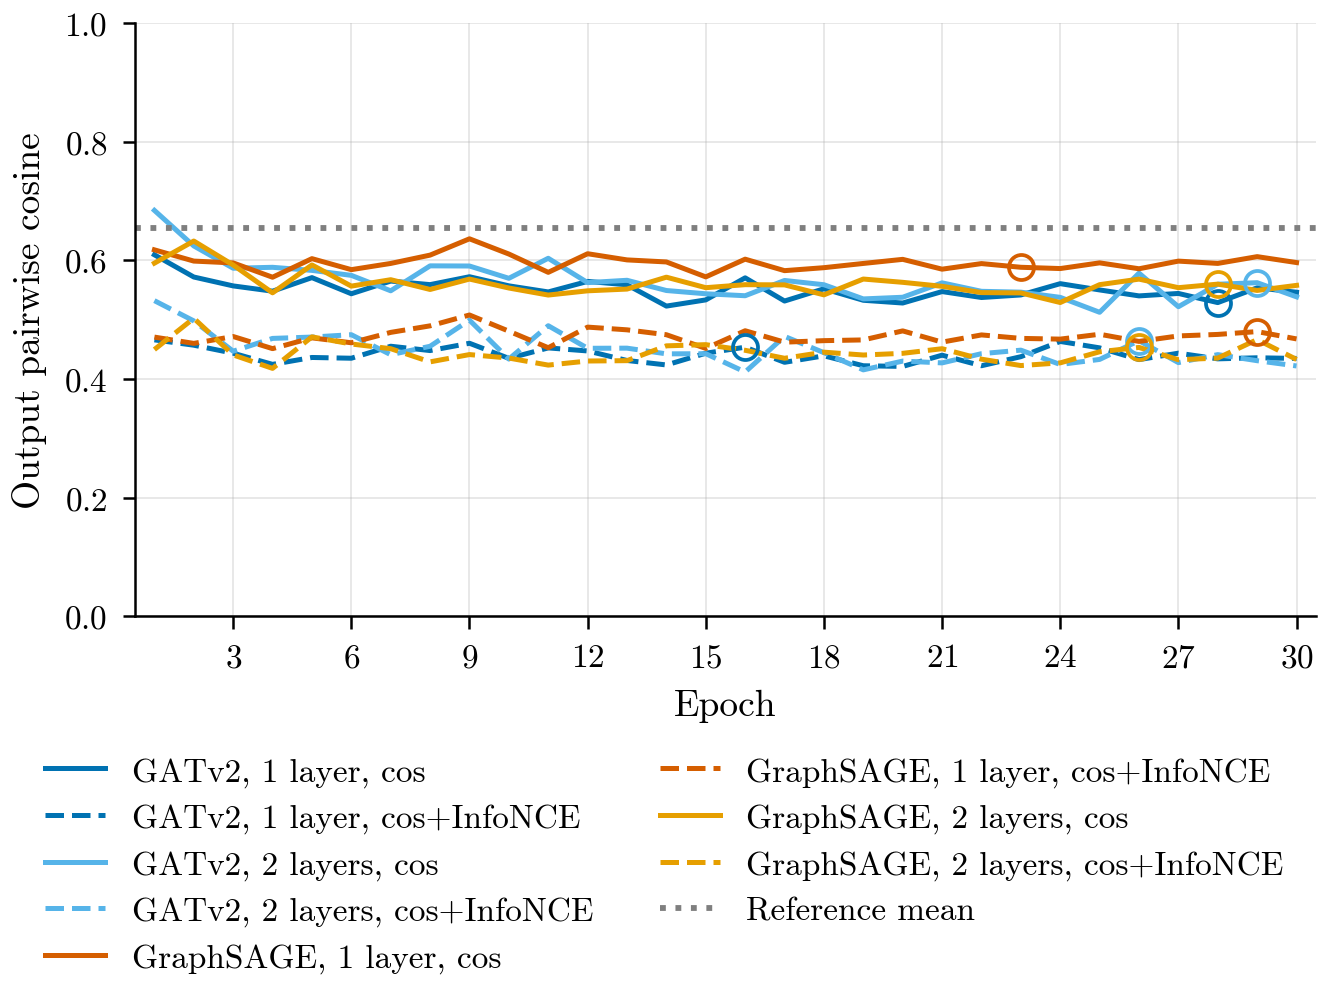 1.0
0.8
0.6
0.4
0.2
0.0
Output pairwise cosine
3 6 9 12 15 18 21 24 27 30
Epoch
GATv2, 1 layer, cos
GATv2, 1 layer, cos+InfoNCE
GATv2, 2 layers, cos
GATv2, 2 layers, cos+InfoNCE
GraphSAGE, 1 layer, cos
GraphSAGE, 1 layer, cos+InfoNCE
GraphSAGE, 2 layers, cos
GraphSAGE, 2 layers, cos+InfoNCE
Reference mean